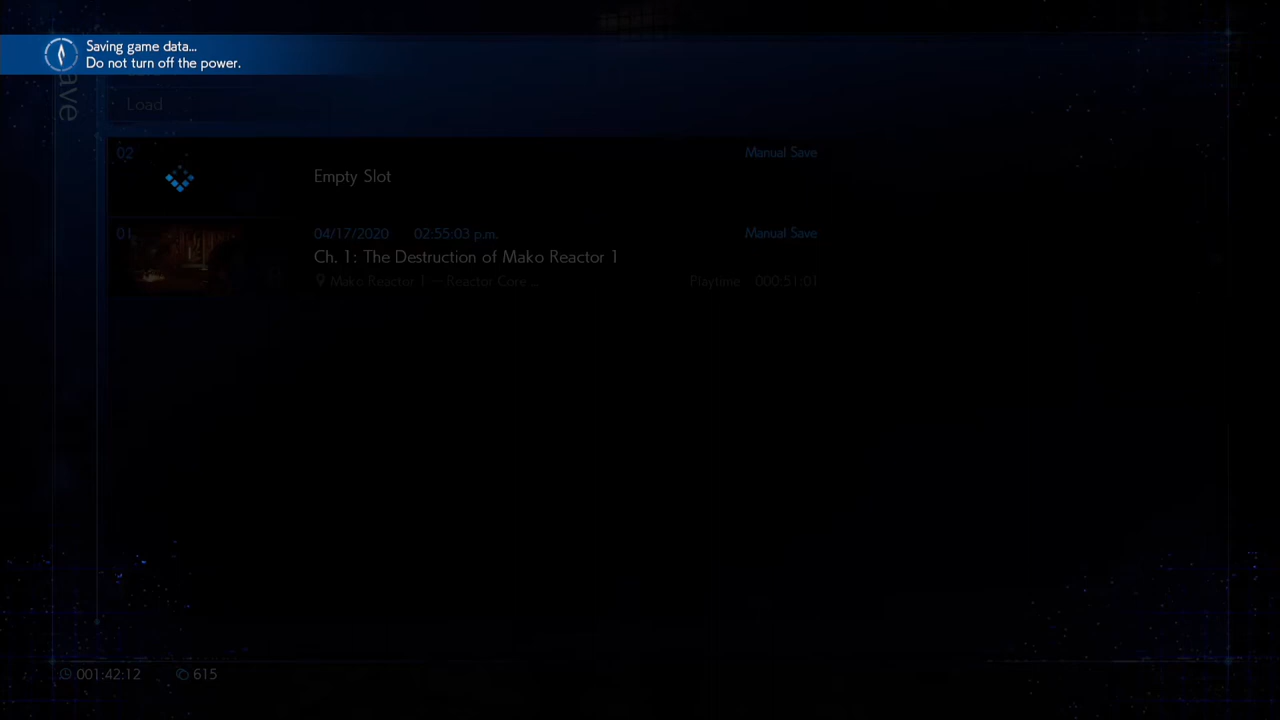 Saving game data...
Do not turn off the power.
ave
Load
02
Manual Save
Empty Slot
01
04/17/2020 02:55:03 p.m.
Manual Save
Ch. 1: The Destruction of Mako Reactor 1
Mako Reactor 1 — Reactor Core ...
Playtime 000:51:01
001:42:12
615